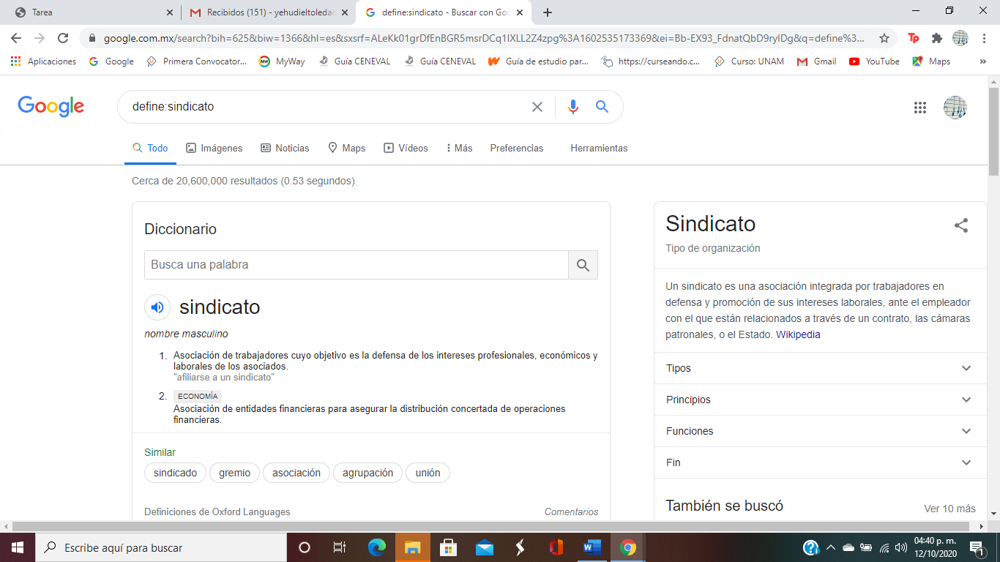 Tarea
Recibidos (151) - yehudieltoledar
define:sindicato - Buscar con Goo
google.com.mx/search?bih=625&biw=1366&hl=es&sxsrf=ALeKk01grDfEnBGR5msrDCq1IXLL2Z4zpg%3A1602535173369&ei=Bb-EX93_FdnatQbD9ryIDg&q=define%3...
Aplicaciones Google Primera Convocator... MyWay Guía CENEVAL Guía CENEVAL Guía de estudio par... https://curseando.c... Curso: UNAM Gmail YouTube Maps »
Google
define:sindicato
Todo Imágenes Noticias Maps Vídeos Más Preferencias Herramientas
Cerca de 20,600,000 resultados (0.53 segundos)
Diccionario
Busca una palabra
sindicato
nombre masculino
1. Asociación de trabajadores cuyo objetivo es la defensa de los intereses profesionales, económicos y
laborales de los asociados.
"afiliarse a un sindicato"
2. ECONOMÍA
Asociación de entidades financieras para asegurar la distribución concertada de operaciones
financieras.
Similar
sindicado gremio asociación agrupación unión
Definiciones de Oxford Languages Comentarios
Sindicato
Tipo de organización
Un sindicato es una asociación integrada por trabajadores en
defensa y promoción de sus intereses laborales, ante el empleador
con el que están relacionados a través de un contrato, las cámaras
patronales, o el Estado. Wikipedia
Tipos
Principios
Funciones
Fin
También se buscó Ver 10 más
Escribe aquí para buscar
04:40 p. m.
12/10/2020
1